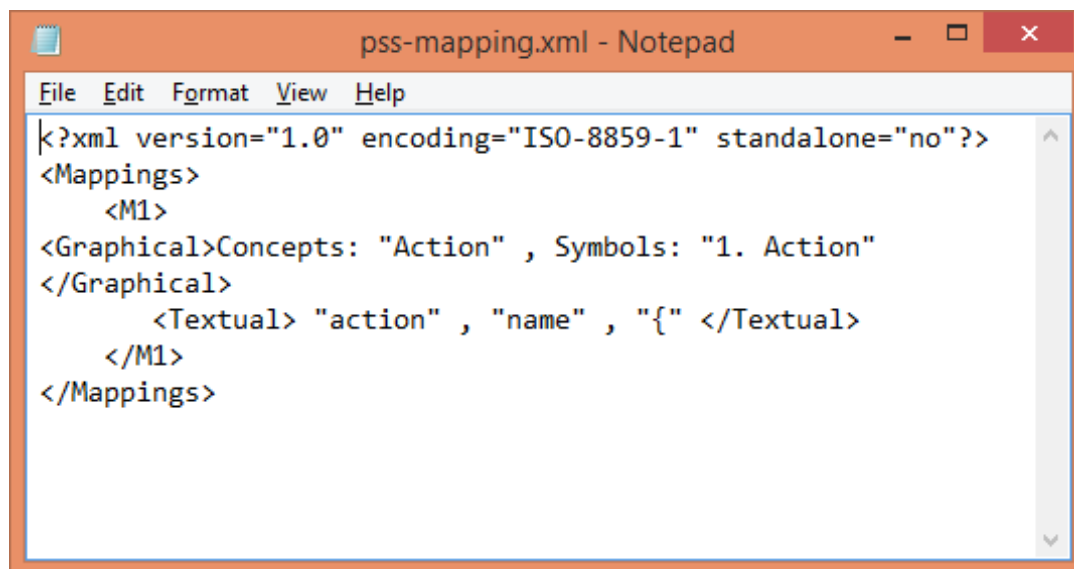 pss-mapping.xml - Notepad
File Edit Format View Help
<?xml version="1.0" encoding="ISO-8859-1" standalone="no"?>
<Mappings>
    <M1>
<Graphical>Concepts: "Action" , Symbols: "1. Action"
</Graphical>
       <Textual> "action" , "name" , "{" </Textual>
    </M1>
</Mappings>